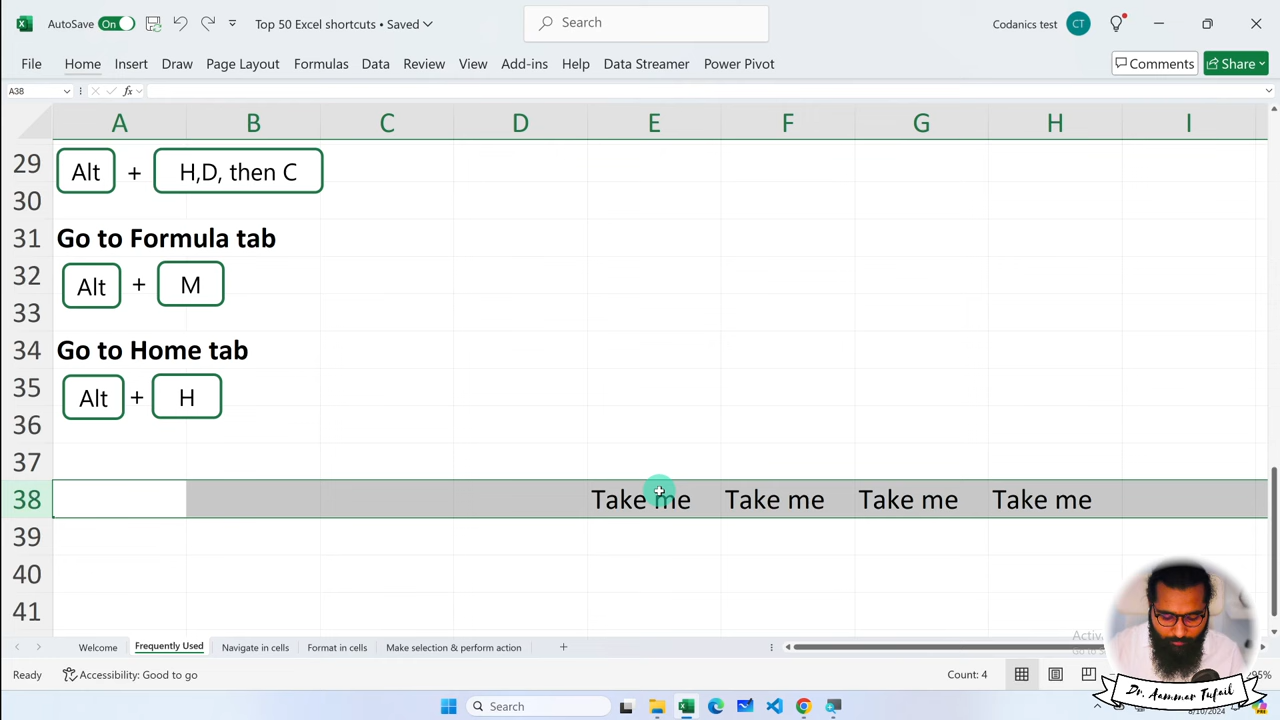 AutoSave On Top 50 Excel shortcuts • Saved Search Codanics test CT
File Home Insert Draw Page Layout Formulas Data Review View Add-ins Help Data Streamer Power Pivot Comments Share
A38 fx
A B C D E F G H I
29 Alt + H,D, then C
30
31 Go to Formula tab
32 Alt + M
33
34 Go to Home tab
35 Alt + H
36
37
38 Take me Take me Take me Take me
39
40
41
Welcome Frequently Used Navigate in cells Format in cells Make selection & perform action
Ready Accessibility: Good to go Count: 4
Dr. Aammar Tufail
Search 8/10/2024